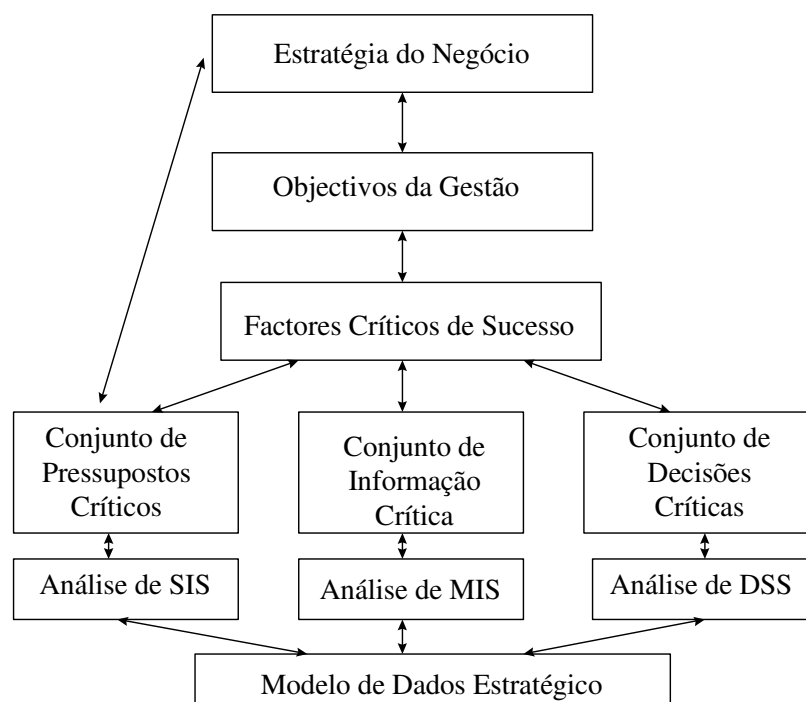 Estratégia do Negócio
Objectivos da Gestão
Factores Críticos de Sucesso
Conjunto de
Pressupostos
Críticos
Conjunto de
Informação
Crítica
Conjunto de
Decisões
Críticas
Análise de SIS
Análise de MIS
Análise de DSS
Modelo de Dados Estratégico